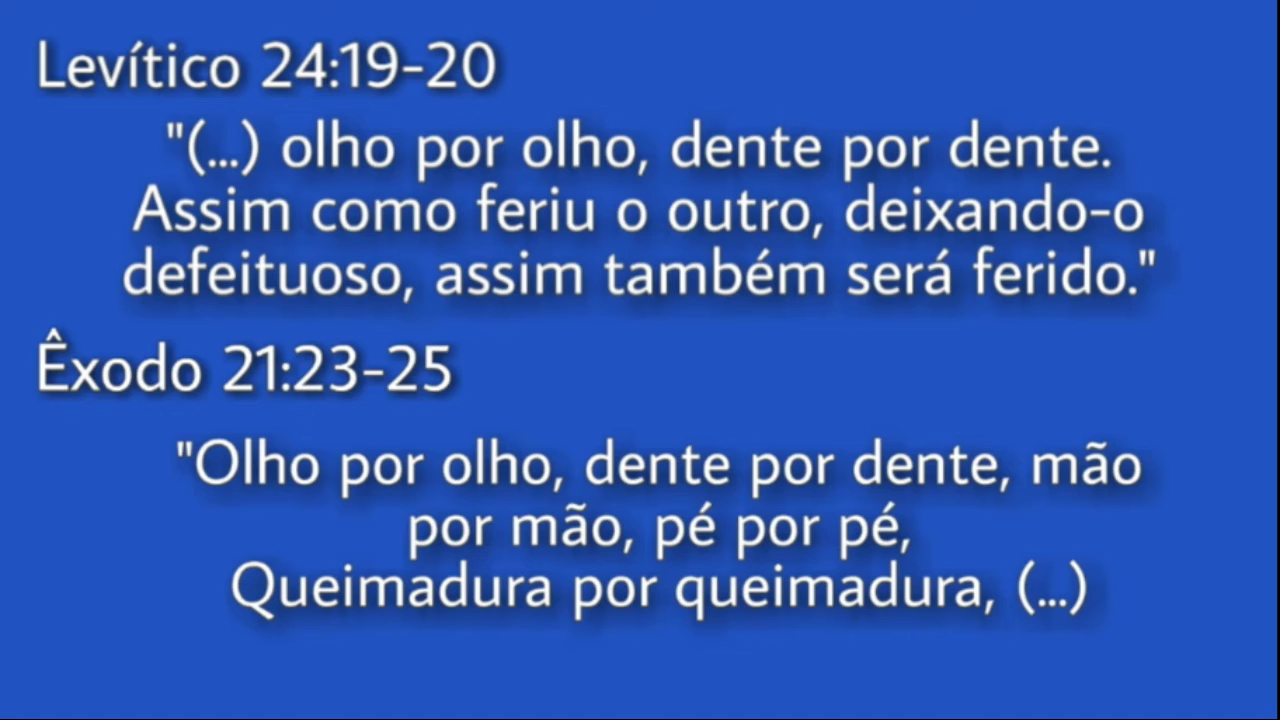 Levítico 24:19-20
"(...) olho por olho, dente por dente.
Assim como feriu o outro, deixando-o
defeituoso, assim também será ferido."
Êxodo 21:23-25
"Olho por olho, dente por dente, mão
por mão, pé por pé,
Queimadura por queimadura, (...)